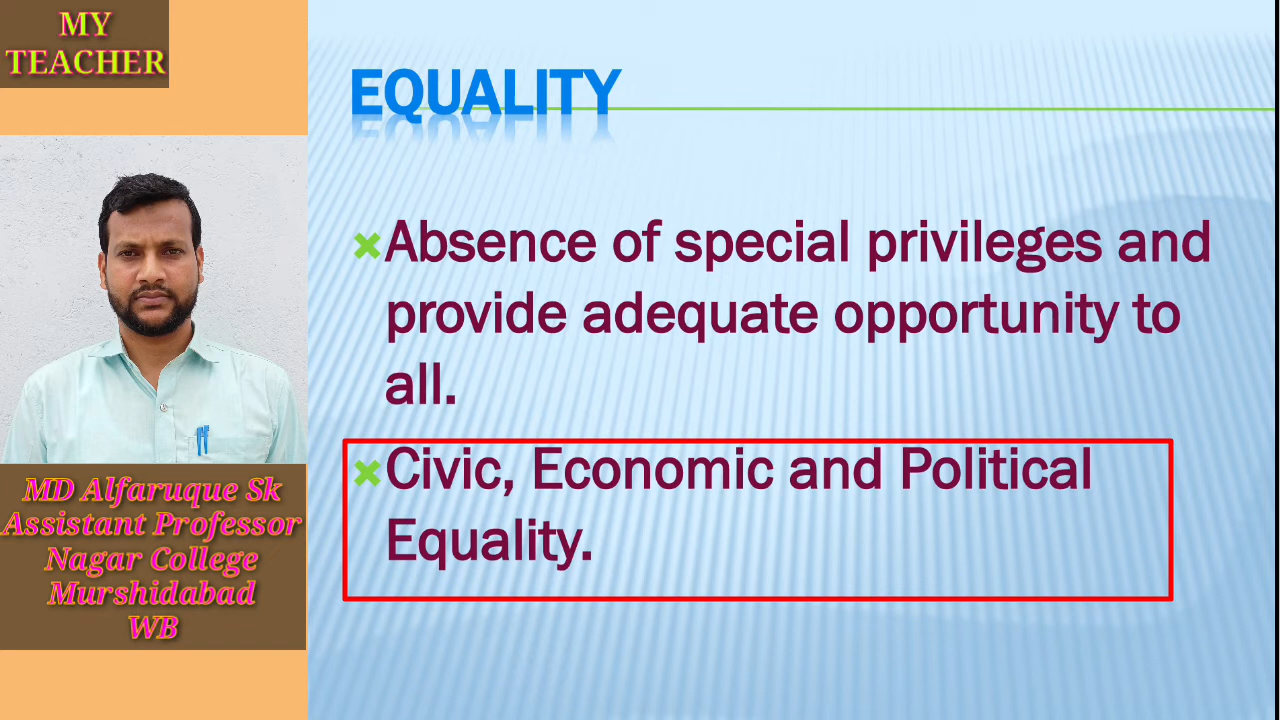 MY
TEACHER
MD Alfaruque Sk
Assistant Professor
Nagar College
Murshidabad
WB
EQUALITY
Absence of special privileges and
provide adequate opportunity to
all.
Civic, Economic and Political
Equality.